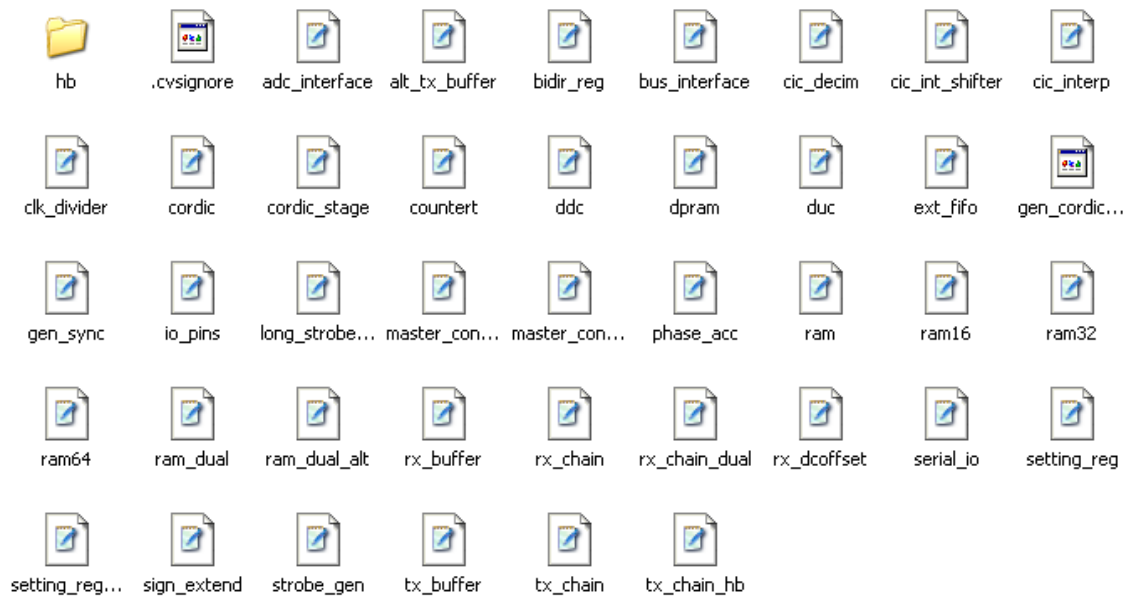 hb .cvsignore adc_interface alt_tx_buffer bidir_reg bus_interface cic_decim cic_int_shifter cic_interp
clk_divider cordic cordic_stage countert ddc dpram duc ext_fifo gen_cordic...
gen_sync io_pins long_strobe... master_con... master_con... phase_acc ram ram16 ram32
ram64 ram_dual ram_dual_alt rx_buffer rx_chain rx_chain_dual rx_dcoffset serial_io setting_reg
setting_reg... sign_extend strobe_gen tx_buffer tx_chain tx_chain_hb